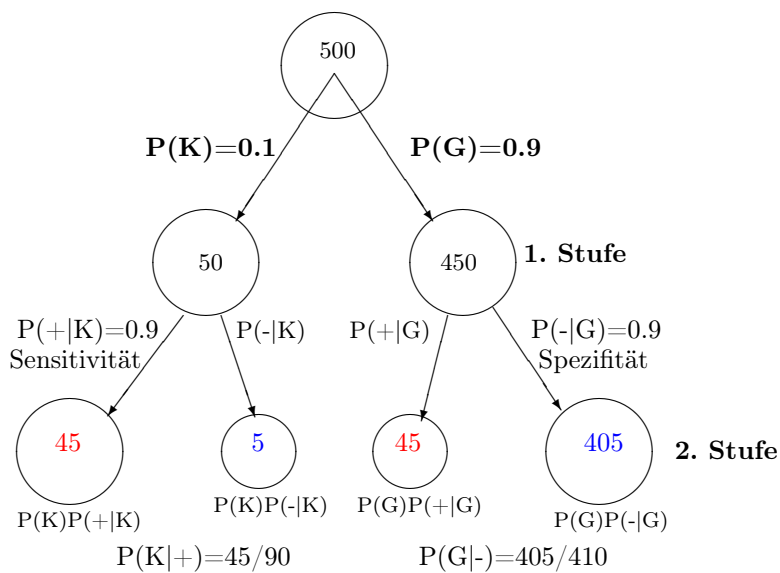 500
P(K)=0.1 P(G)=0.9
50 450 1. Stufe
P(+|K)=0.9 P(-|K) P(+|G) P(-|G)=0.9
Sensitivität Spezifität
45 5 45 405 2. Stufe
P(K)P(+|K) P(K)P(-|K) P(G)P(+|G) P(G)P(-|G)
P(K|+)=45/90 P(G|-)=405/410